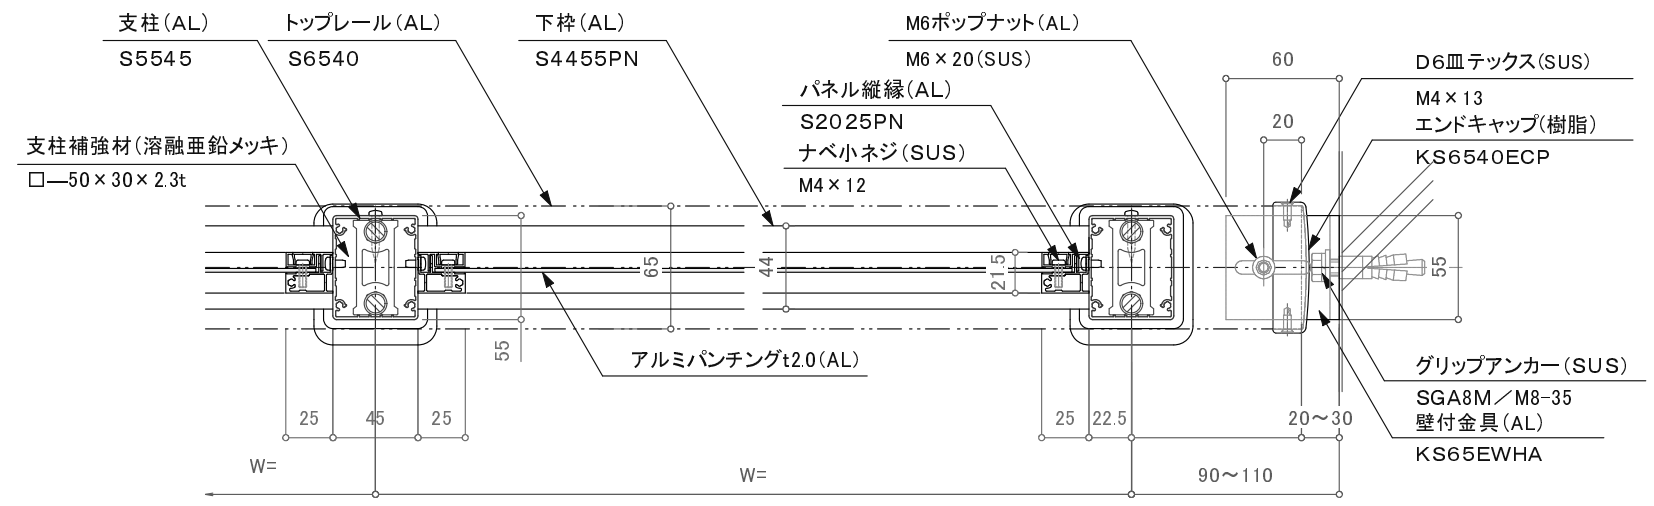 支柱(AL)
S5545
トップレール(AL)
S6540
下枠(AL)
S4455PN
M6ポップナット(AL)
M6×20(SUS)
パネル縦縁(AL)
S2025PN
ナベ小ネジ(SUS)
M4×12
60
20
D6皿テックス(SUS)
M4×13
エンドキャップ(樹脂)
KS6540ECP
支柱補強材(溶融亜鉛メッキ)
□―50×30×2.3t
65
44
21.5
55
55
アルミパンチングt2.0(AL)
グリップアンカー(SUS)
SGA8M/M8-35
壁付金具(AL)
KS65EWHA
25
45
25
25
22.5
20～30
W=
W=
90～110